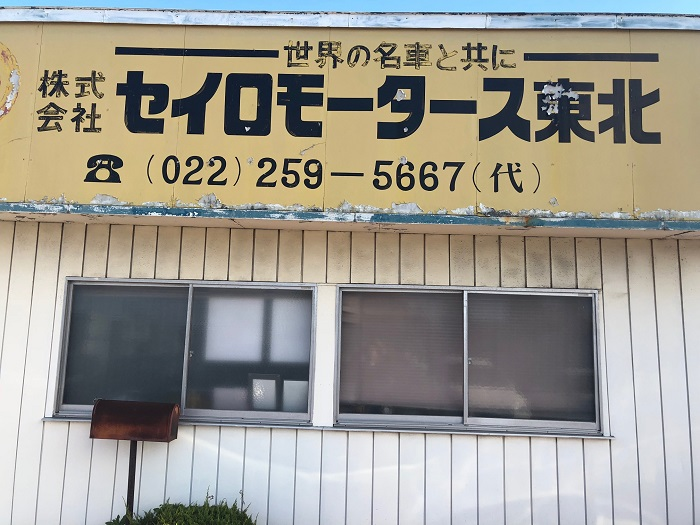 世界の名車と共に
株式会社 セイロモータース東北
☎(022)259-5667(代)